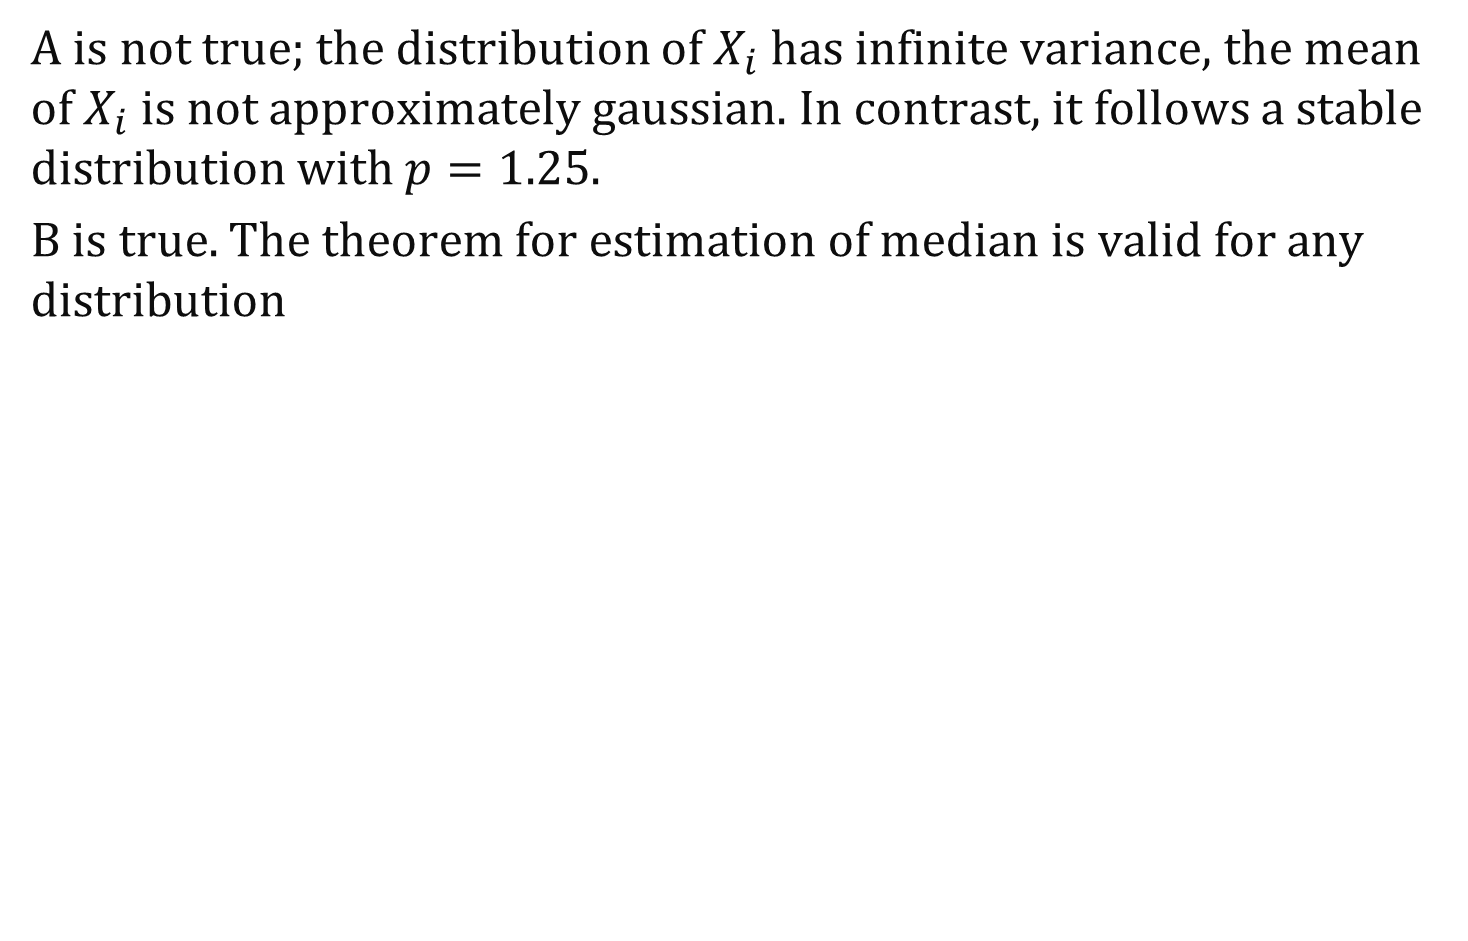 A is not true; the distribution of X_i has infinite variance, the mean
of X_i is not approximately gaussian. In contrast, it follows a stable
distribution with p = 1.25.
B is true. The theorem for estimation of median is valid for any
distribution